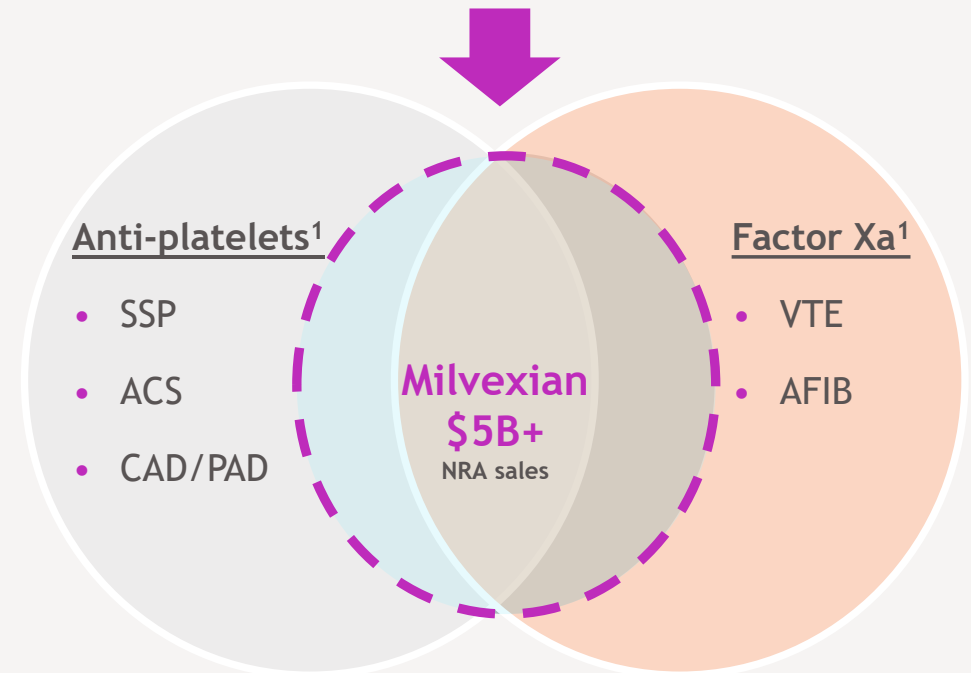 Anti-platelets¹
• SSP
• ACS
• CAD/PAD
Milvexian
$5B+
NRA sales
Factor Xa¹
• VTE
• AFIB